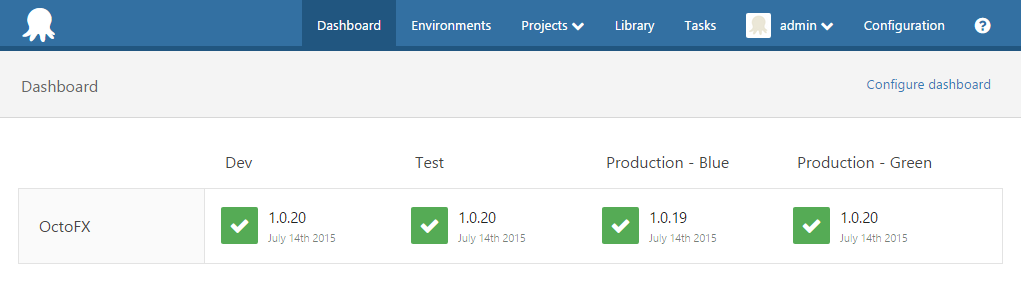 Dashboard Environments Projects Library Tasks admin Configuration ?
Dashboard Configure dashboard
Dev Test Production - Blue Production - Green
OctoFX 1.0.20 1.0.20 1.0.19 1.0.20
July 14th 2015 July 14th 2015 July 14th 2015 July 14th 2015